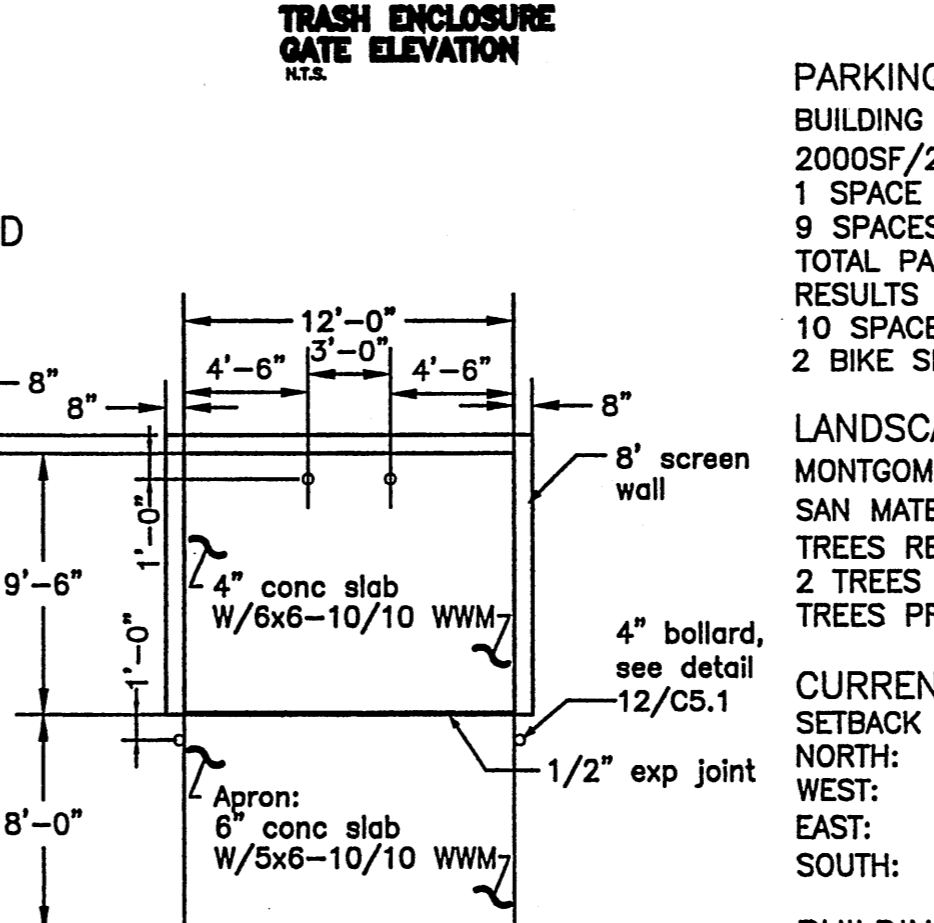 TRASH ENCLOSURE
GATE ELEVATION
N.T.S.
D
12'-0"
3'-0"
4'-6"
4'-6"
- 8"
8"
8"
8' screen
wall
1'-0"
9'-6"
4" conc slab
W/6x6-10/10 WWM
1'-0"
4" bollard,
see detail
12/C5.1
1/2" exp joint
Apron:
8'-0"
6" conc slab
W/5x6-10/10 WWM
PARKING
BUILDING
2000SF/2
1 SPACE
9 SPACES
TOTAL PA
RESULTS
10 SPACE
2 BIKE S
LANDSCA
MONTGOM
SAN MATE
TREES RE
2 TREES
TREES PR
CURREN
SETBACK
NORTH:
WEST:
EAST:
SOUTH: